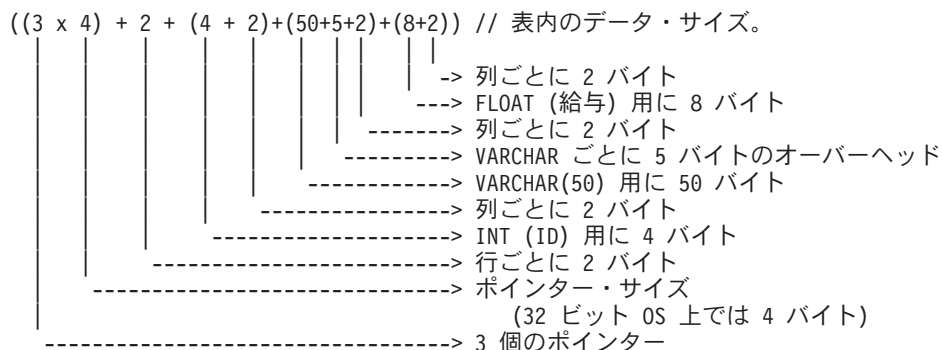 ((3 x 4) + 2 + (4 + 2)+(50+5+2)+(8+2)) // 表内のデータ・サイズ。
-> 列ごとに 2 バイト
---> FLOAT (給与) 用に 8 バイト
-------> 列ごとに 2 バイト
---------> VARCHAR ごとに 5 バイトのオーバーヘッド
------------> VARCHAR(50) 用に 50 バイト
----------------> 列ごとに 2 バイト
--------------------> INT (ID) 用に 4 バイト
-------------------------> 行ごとに 2 バイト
------------------------------> ポインター・サイズ
(32 ビット OS 上では 4 バイト)
----------------------------------> 3 個のポインター